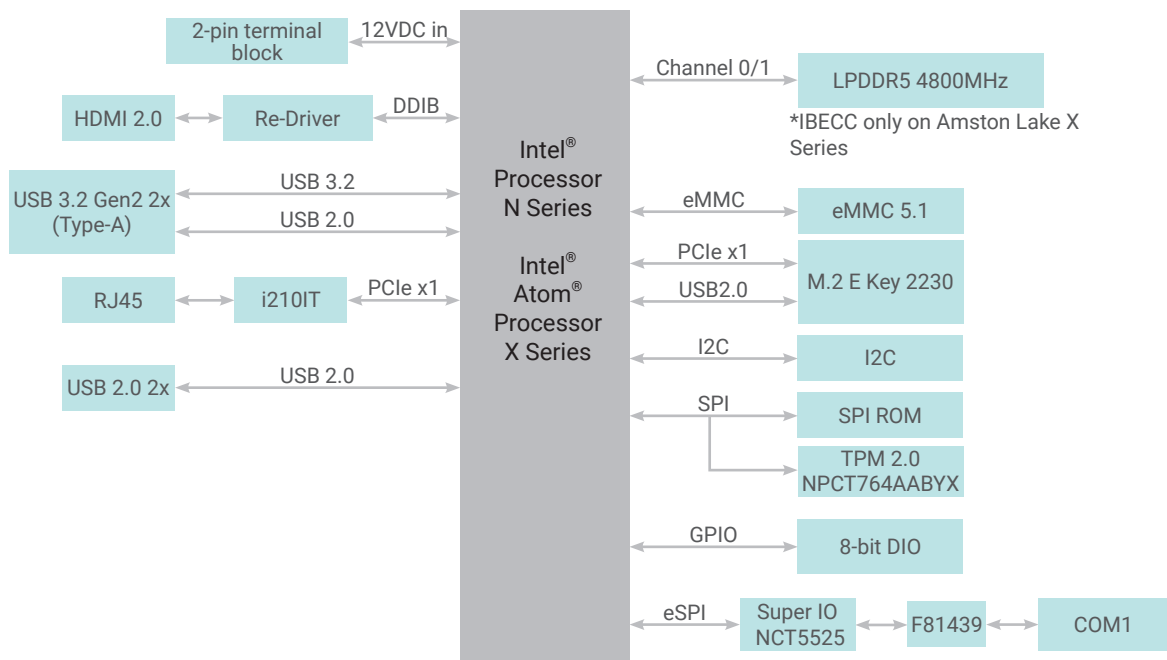 2-pin terminal
block
12VDC in
HDMI 2.0
Re-Driver
DDIB
USB 3.2 Gen2 2x
(Type-A)
USB 3.2
USB 2.0
RJ45
i210IT
PCIe x1
USB 2.0 2x
USB 2.0
Intel®
Processor
N Series
Intel®
Atom®
Processor
X Series
Channel 0/1
LPDDR5 4800MHz
*IBECC only on Amston Lake X
Series
eMMC
eMMC 5.1
PCIe x1
USB2.0
M.2 E Key 2230
I2C
I2C
SPI
SPI ROM
TPM 2.0
NPCT764AABYX
GPIO
8-bit DIO
eSPI
Super IO
NCT5525
F81439
COM1